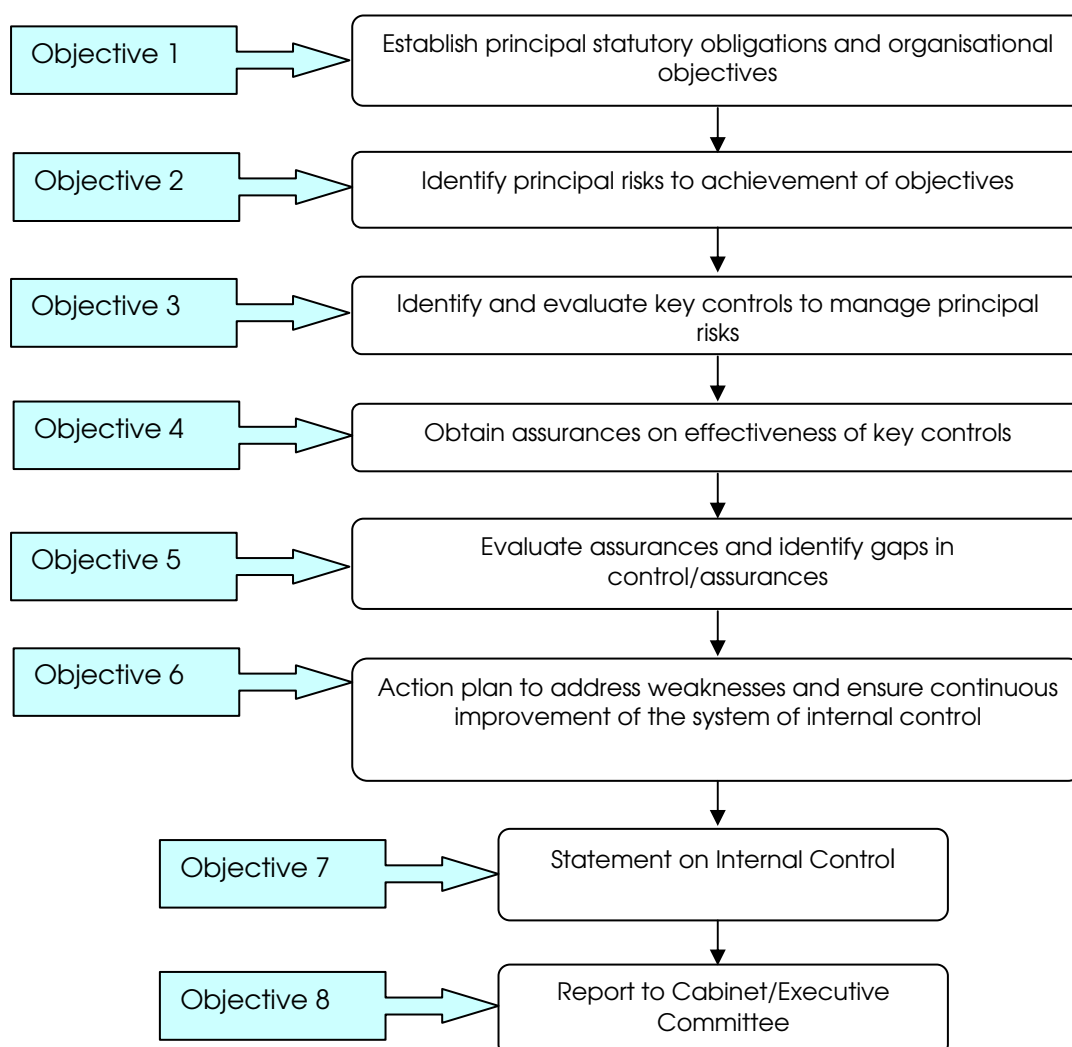 Objective 1
Establish principal statutory obligations and organisational
objectives
Objective 2
Identify principal risks to achievement of objectives
Objective 3
Identify and evaluate key controls to manage principal
risks
Objective 4
Obtain assurances on effectiveness of key controls
Objective 5
Evaluate assurances and identify gaps in
control/assurances
Objective 6
Action plan to address weaknesses and ensure continuous
improvement of the system of internal control
Objective 7
Statement on Internal Control
Objective 8
Report to Cabinet/Executive
Committee